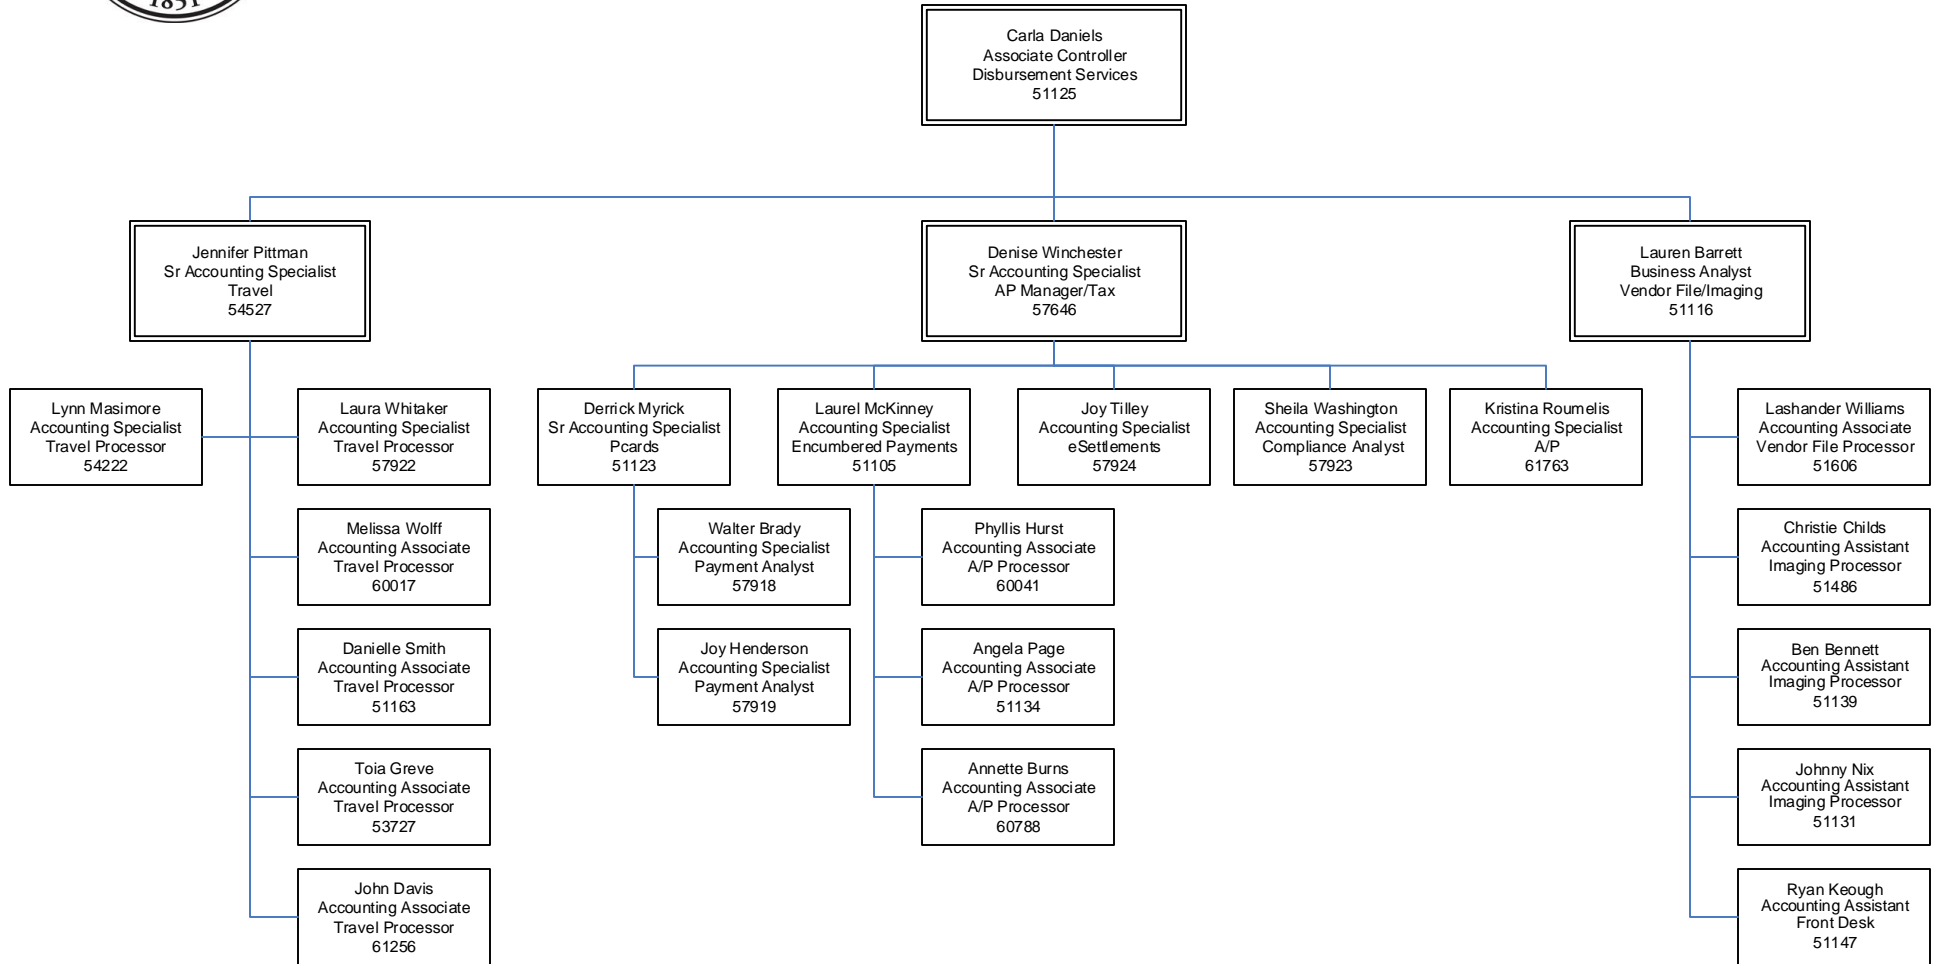 1851
Carla Daniels
Associate Controller
Disbursement Services
51125
Jennifer Pittman
Sr Accounting Specialist
Travel
54527
Denise Winchester
Sr Accounting Specialist
AP Manager/Tax
57646
Lauren Barrett
Business Analyst
Vendor File/Imaging
51116
Lynn Masimore
Accounting Specialist
Travel Processor
54222
Laura Whitaker
Accounting Specialist
Travel Processor
57922
Derrick Myrick
Sr Accounting Specialist
Pcards
51123
Laurel McKinney
Accounting Specialist
Encumbered Payments
51105
Joy Tilley
Accounting Specialist
eSettlements
57924
Sheila Washington
Accounting Specialist
Compliance Analyst
57923
Kristina Roumelis
Accounting Specialist
A/P
61763
Lashander Williams
Accounting Associate
Vendor File Processor
51606
Melissa Wolff
Accounting Associate
Travel Processor
60017
Walter Brady
Accounting Specialist
Payment Analyst
57918
Phyllis Hurst
Accounting Associate
A/P Processor
60041
Christie Childs
Accounting Assistant
Imaging Processor
51486
Danielle Smith
Accounting Associate
Travel Processor
51163
Joy Henderson
Accounting Specialist
Payment Analyst
57919
Angela Page
Accounting Associate
A/P Processor
51134
Ben Bennett
Accounting Assistant
Imaging Processor
51139
Toia Greve
Accounting Associate
Travel Processor
53727
Annette Burns
Accounting Associate
A/P Processor
60788
Johnny Nix
Accounting Assistant
Imaging Processor
51131
John Davis
Accounting Associate
Travel Processor
61256
Ryan Keough
Accounting Assistant
Front Desk
51147